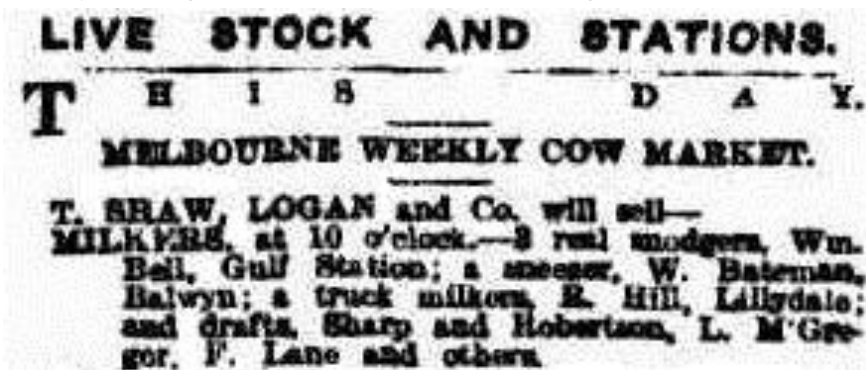 LIVE STOCK AND STATIONS.
THIS DAY.
MELBOURNE WEEKLY COW MARKET.
T. SHAW, LOGAN and Co. will sell—
MILKERS, at 10 o'clock.—3 real snodgers, Wm.
Bell, Gulf Station; a sneezer, W. Bateman,
Balwyn; a truck milkers, R. Hill, Lillydale;
and drafts, Sharp and Robertson, L. M'Gre-
gor, F. Lane and others.